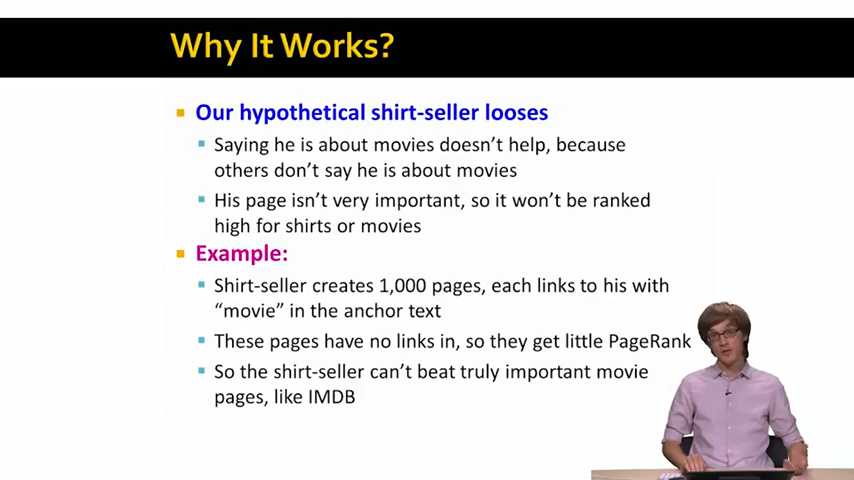 Why It Works?
Our hypothetical shirt-seller looses
Saying he is about movies doesn't help, because
others don't say he is about movies
His page isn't very important, so it won't be ranked
high for shirts or movies
Example:
Shirt-seller creates 1,000 pages, each links to his with
"movie" in the anchor text
These pages have no links in, so they get little PageRank
So the shirt-seller can't beat truly important movie
pages, like IMDB